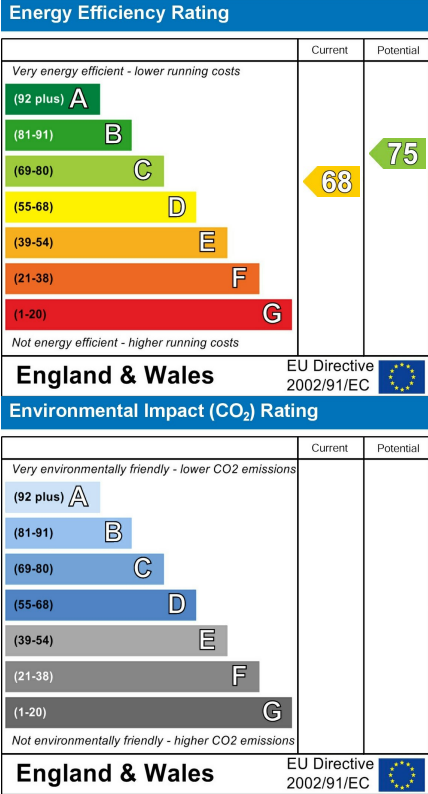 Energy Efficiency Rating
Current Potential
Very energy efficient - lower running costs
(92 plus) A
(81-91) B
75
(69-80) C
68
(55-68) D
(39-54) E
(21-38) F
(1-20) G
Not energy efficient - higher running costs
England & Wales
EU Directive
2002/91/EC
Environmental Impact (CO₂) Rating
Current Potential
Very environmentally friendly - lower CO2 emissions
(92 plus) A
(81-91) B
(69-80) C
(55-68) D
(39-54) E
(21-38) F
(1-20) G
Not environmentally friendly - higher CO2 emissions
England & Wales
EU Directive
2002/91/EC